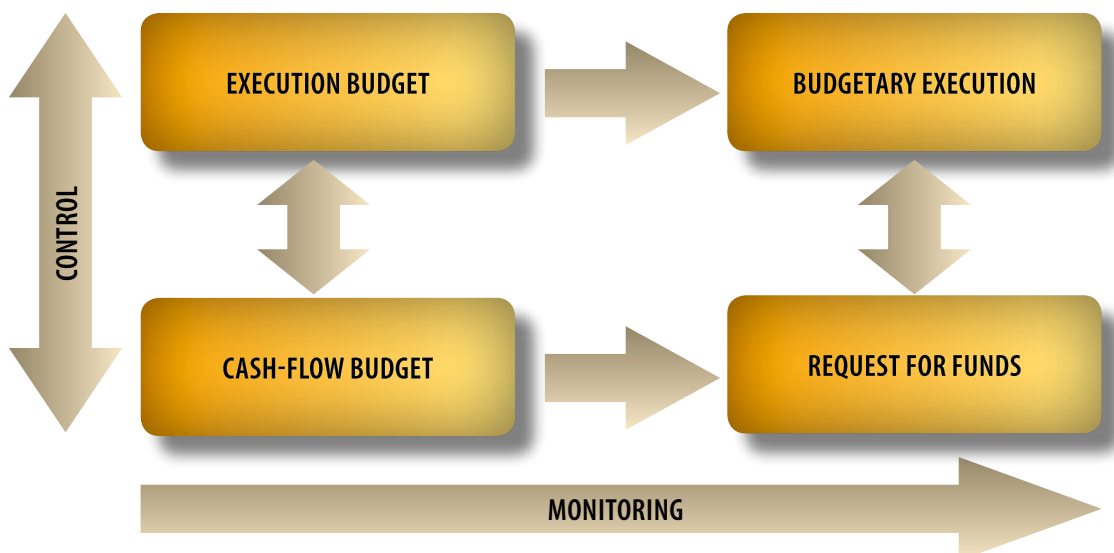 EXECUTION BUDGET
BUDGETARY EXECUTION
CONTROL
CASH-FLOW BUDGET
REQUEST FOR FUNDS
MONITORING